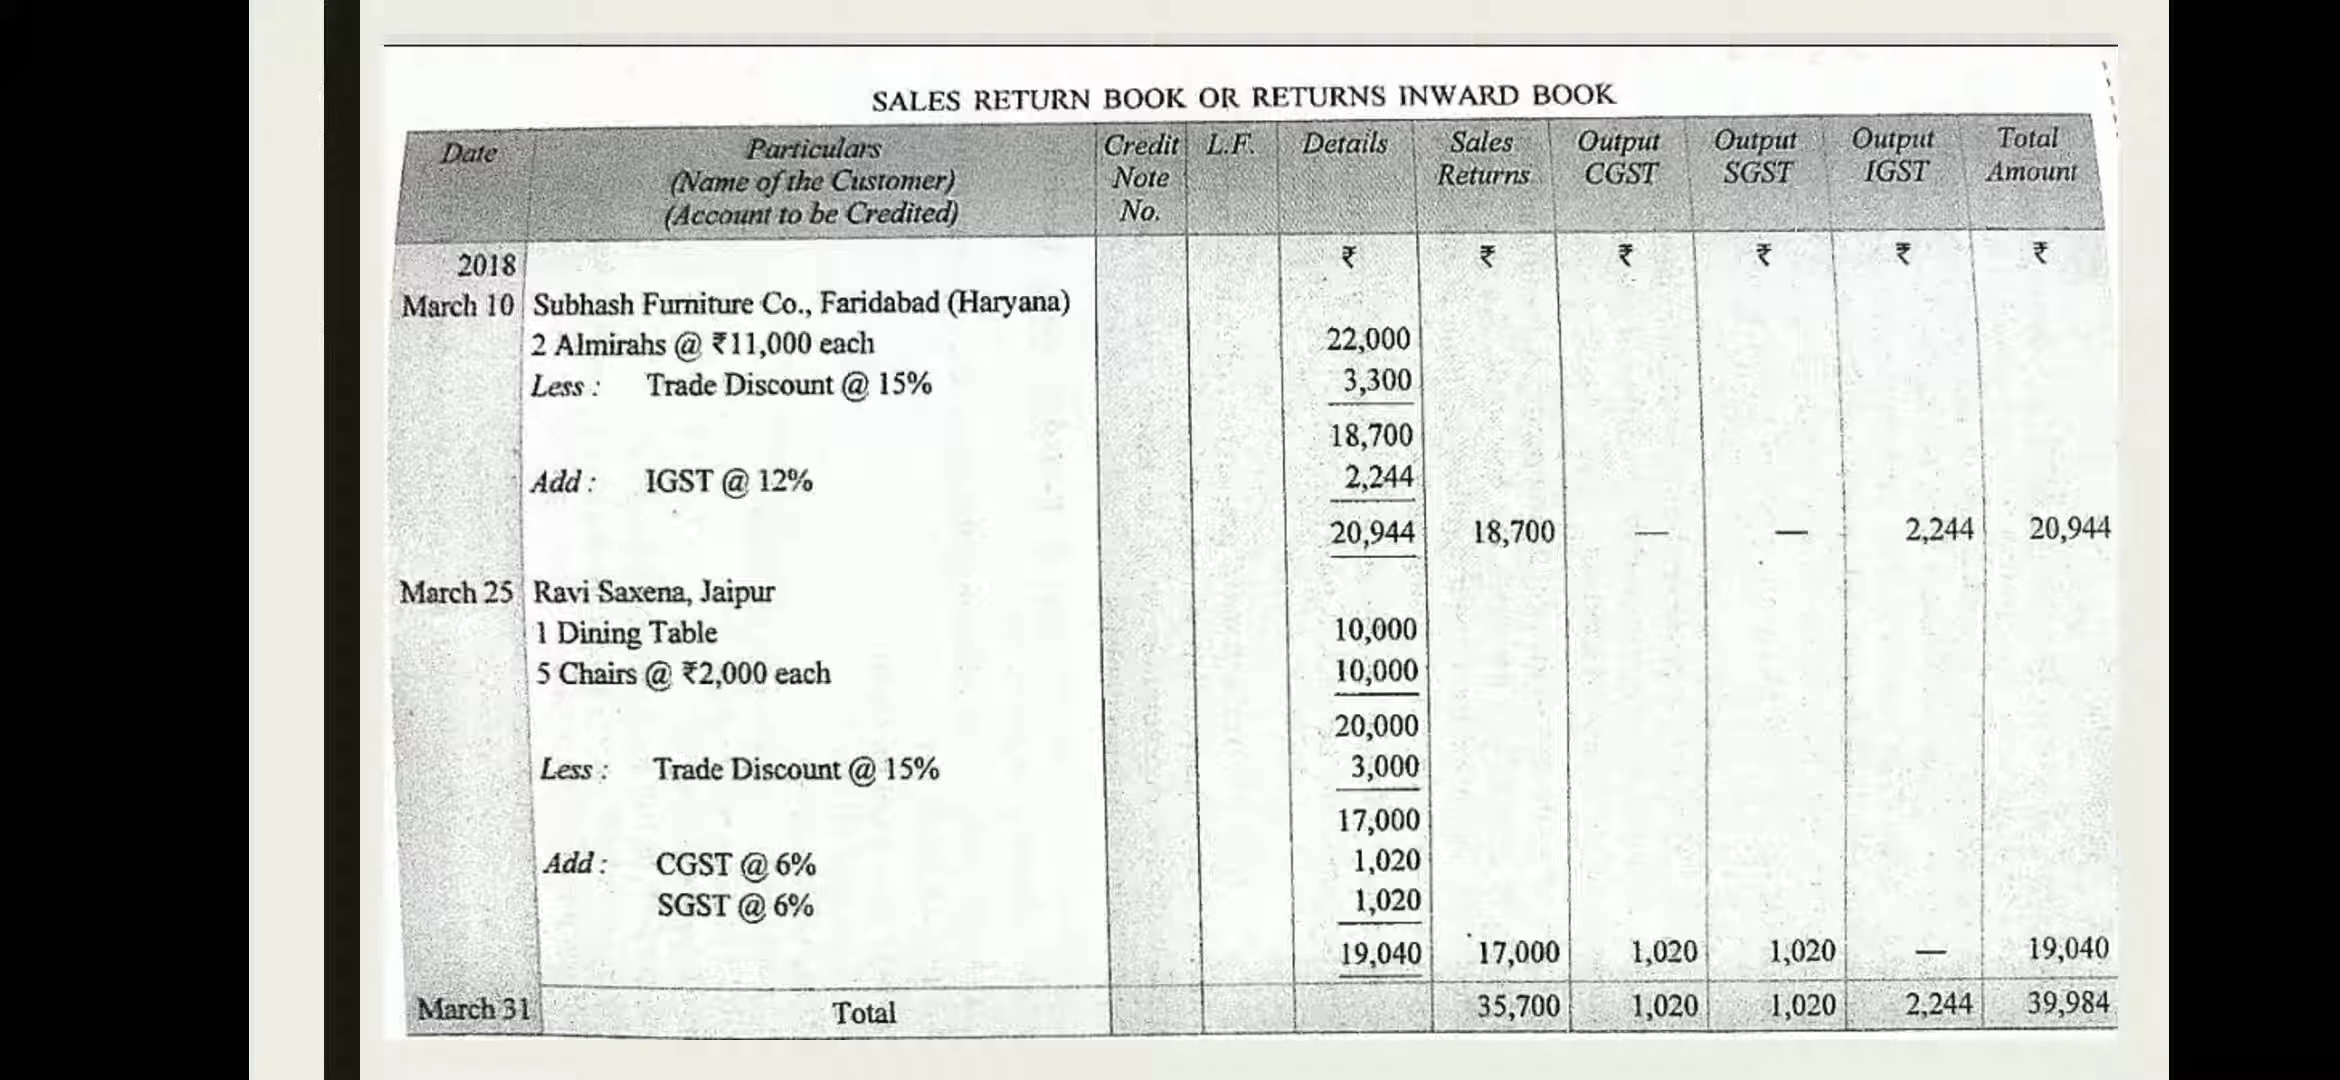 SALES RETURN BOOK OR RETURNS INWARD BOOK
Date Particulars (Name of the Customer) (Account to be Credited) Credit Note No. L.F. Details Sales Returns Output CGST Output SGST Output IGST Total Amount
2018 ₹ ₹ ₹ ₹ ₹ ₹
March 10 Subhash Furniture Co., Faridabad (Haryana)
2 Almirahs @ ₹11,000 each 22,000
Less : Trade Discount @ 15% 3,300
18,700
Add : IGST @ 12% 2,244
20,944 18,700 — — 2,244 20,944
March 25 Ravi Saxena, Jaipur
1 Dining Table 10,000
5 Chairs @ ₹2,000 each 10,000
20,000
Less : Trade Discount @ 15% 3,000
17,000
Add : CGST @ 6% 1,020
SGST @ 6% 1,020
19,040 17,000 1,020 1,020 — 19,040
March 31 Total 35,700 1,020 1,020 2,244 39,984